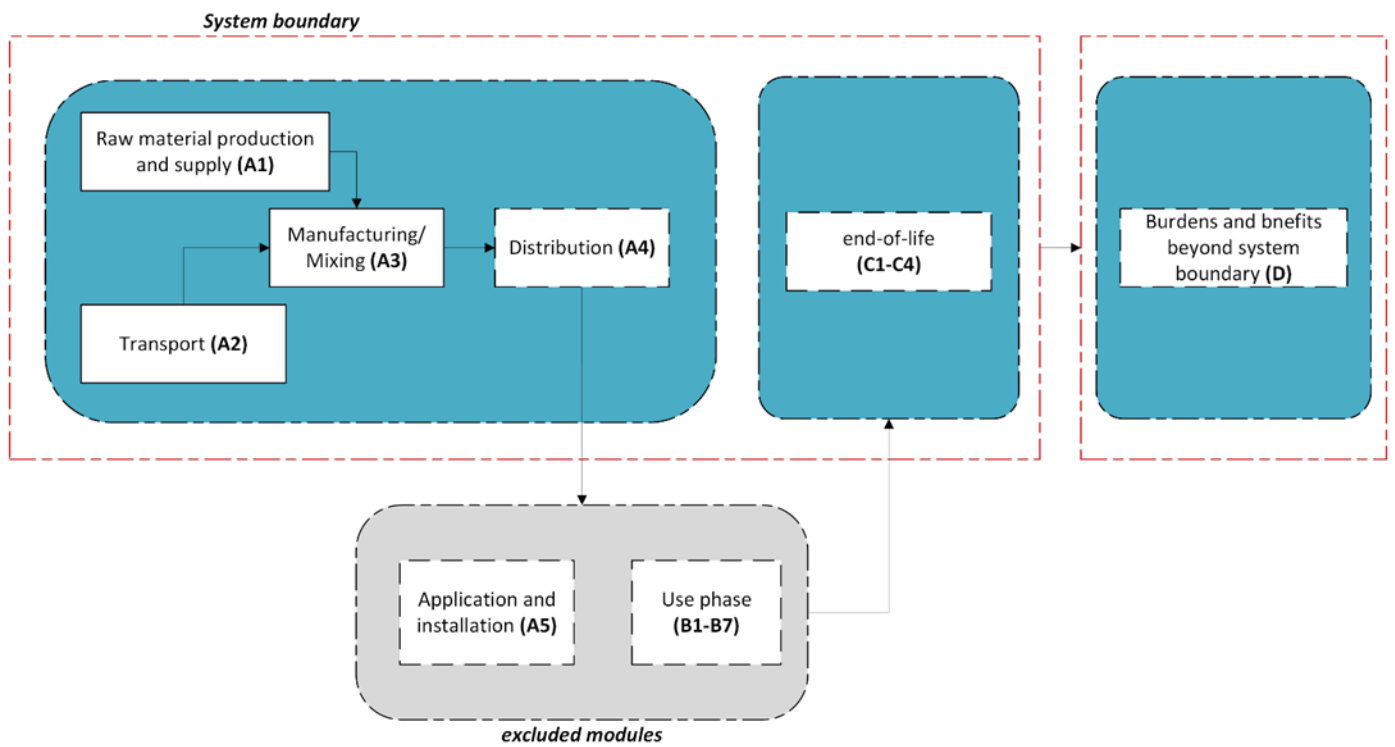 System boundary
Raw material production
and supply (A1)
Manufacturing/
Mixing (A3)
Distribution (A4)
Transport (A2)
end-of-life
(C1-C4)
Burdens and bnefits
beyond system
boundary (D)
Application and
installation (A5)
Use phase
(B1-B7)
excluded modules